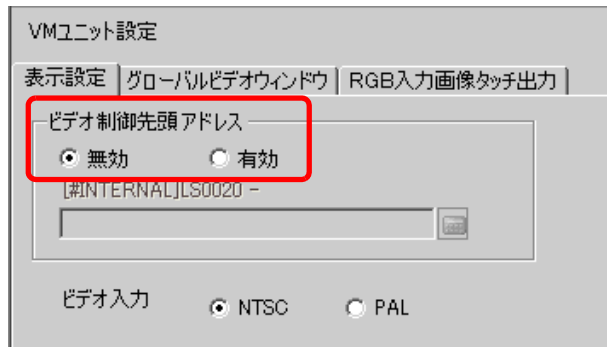 VMユニット設定
表示設定 グローバルビデオウィンドウ RGB入力画像タッチ出力
ビデオ制御先頭アドレス
無効 有効
[#INTERNAL]LS0020 -
ビデオ入力 NTSC PAL